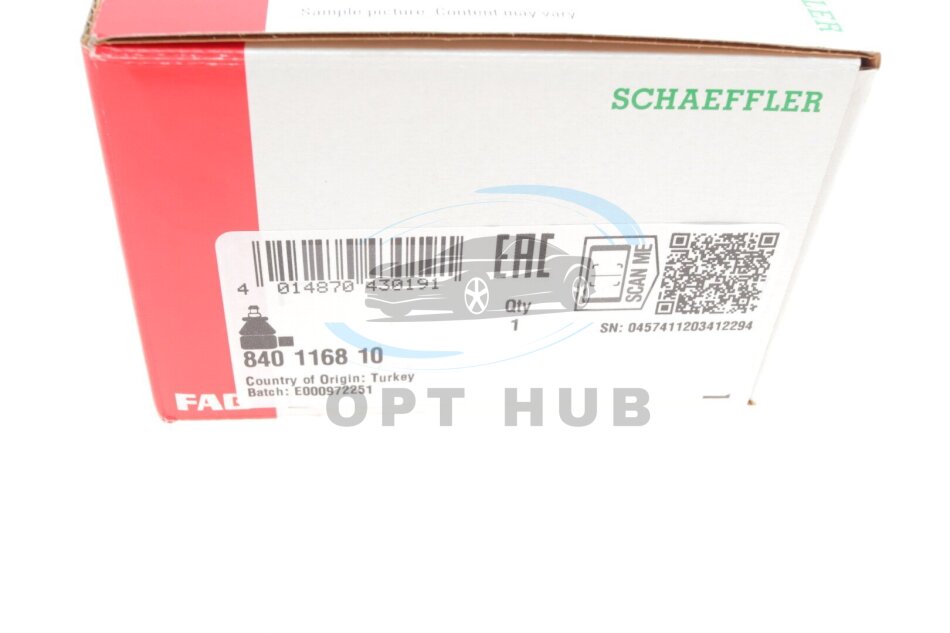 Sample picture. Content may vary
SCHAEFFLER
EAC
4 014870 430191
Qty
1
SCAN ME
SN: 0457411203412294
840 1168 10
Country of Origin: Turkey
Batch: E000972251
FAG
OPT HUB